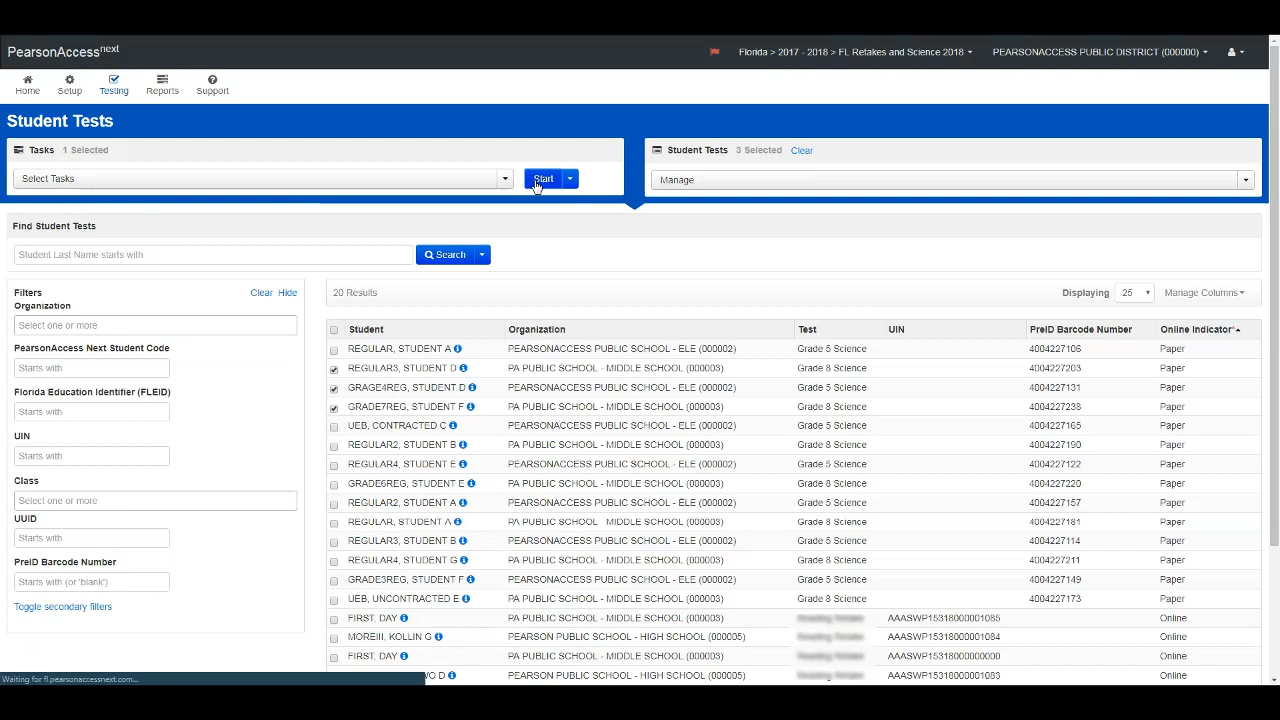 PearsonAccessnext
Florida > 2017 - 2018 > FL Retakes and Science 2018
PEARSONACCESS PUBLIC DISTRICT (000000)
Home Setup Testing Reports Support
Student Tests
Tasks 1 Selected
Student Tests 3 Selected Clear
Select Tasks Start
Manage
Find Student Tests
Student Last Name starts with Search
Filters Clear Hide
Organization
Select one or more
PearsonAccess Next Student Code
Starts with
Florida Education Identifier (FLEID)
Starts with
UIN
Starts with
Class
Select one or more
UUID
Starts with
PreID Barcode Number
Starts with (or 'blank')
Toggle secondary filters
20 Results Displaying 25 Manage Columns
Student Organization Test UIN PreID Barcode Number Online Indicator*
REGULAR, STUDENT A PEARSONACCESS PUBLIC SCHOOL - ELE (000002) Grade 5 Science 4004227106 Paper
REGULAR3, STUDENT D PA PUBLIC SCHOOL - MIDDLE SCHOOL (000003) Grade 8 Science 4004227203 Paper
GRAGE4REG, STUDENT D PEARSONACCESS PUBLIC SCHOOL - ELE (000002) Grade 5 Science 4004227131 Paper
GRADE7REG, STUDENT F PA PUBLIC SCHOOL - MIDDLE SCHOOL (000003) Grade 8 Science 4004227238 Paper
UEB, CONTRACTED C PEARSONACCESS PUBLIC SCHOOL - ELE (000002) Grade 5 Science 4004227165 Paper
REGULAR2, STUDENT B PA PUBLIC SCHOOL - MIDDLE SCHOOL (000003) Grade 8 Science 4004227190 Paper
REGULAR4, STUDENT E PEARSONACCESS PUBLIC SCHOOL - ELE (000002) Grade 5 Science 4004227122 Paper
GRADE6REG, STUDENT E PA PUBLIC SCHOOL - MIDDLE SCHOOL (000003) Grade 8 Science 4004227220 Paper
REGULAR2, STUDENT A PEARSONACCESS PUBLIC SCHOOL - ELE (000002) Grade 5 Science 4004227157 Paper
REGULAR, STUDENT A PA PUBLIC SCHOOL - MIDDLE SCHOOL (000003) Grade 8 Science 4004227181 Paper
REGULAR3, STUDENT B PEARSONACCESS PUBLIC SCHOOL - ELE (000002) Grade 5 Science 4004227114 Paper
REGULAR4, STUDENT G PA PUBLIC SCHOOL - MIDDLE SCHOOL (000003) Grade 8 Science 4004227211 Paper
GRADE3REG, STUDENT F PEARSONACCESS PUBLIC SCHOOL - ELE (000002) Grade 5 Science 4004227149 Paper
UEB, UNCONTRACTED E PA PUBLIC SCHOOL - MIDDLE SCHOOL (000003) Grade 8 Science 4004227173 Paper
FIRST, DAY PA PUBLIC SCHOOL - MIDDLE SCHOOL (000003) AAASWP15318000001085 Online
MOREIII, KOLLIN G PEARSON PUBLIC SCHOOL - HIGH SCHOOL (000005) AAASWP15318000001084 Online
FIRST, DAY PA PUBLIC SCHOOL - MIDDLE SCHOOL (000003) AAASWP15318000000000 Online
WO D PEARSON PUBLIC SCHOOL - HIGH SCHOOL (000005) AAASWP15318000001083 Online
Waiting for fl.pearsonaccessnext.com...